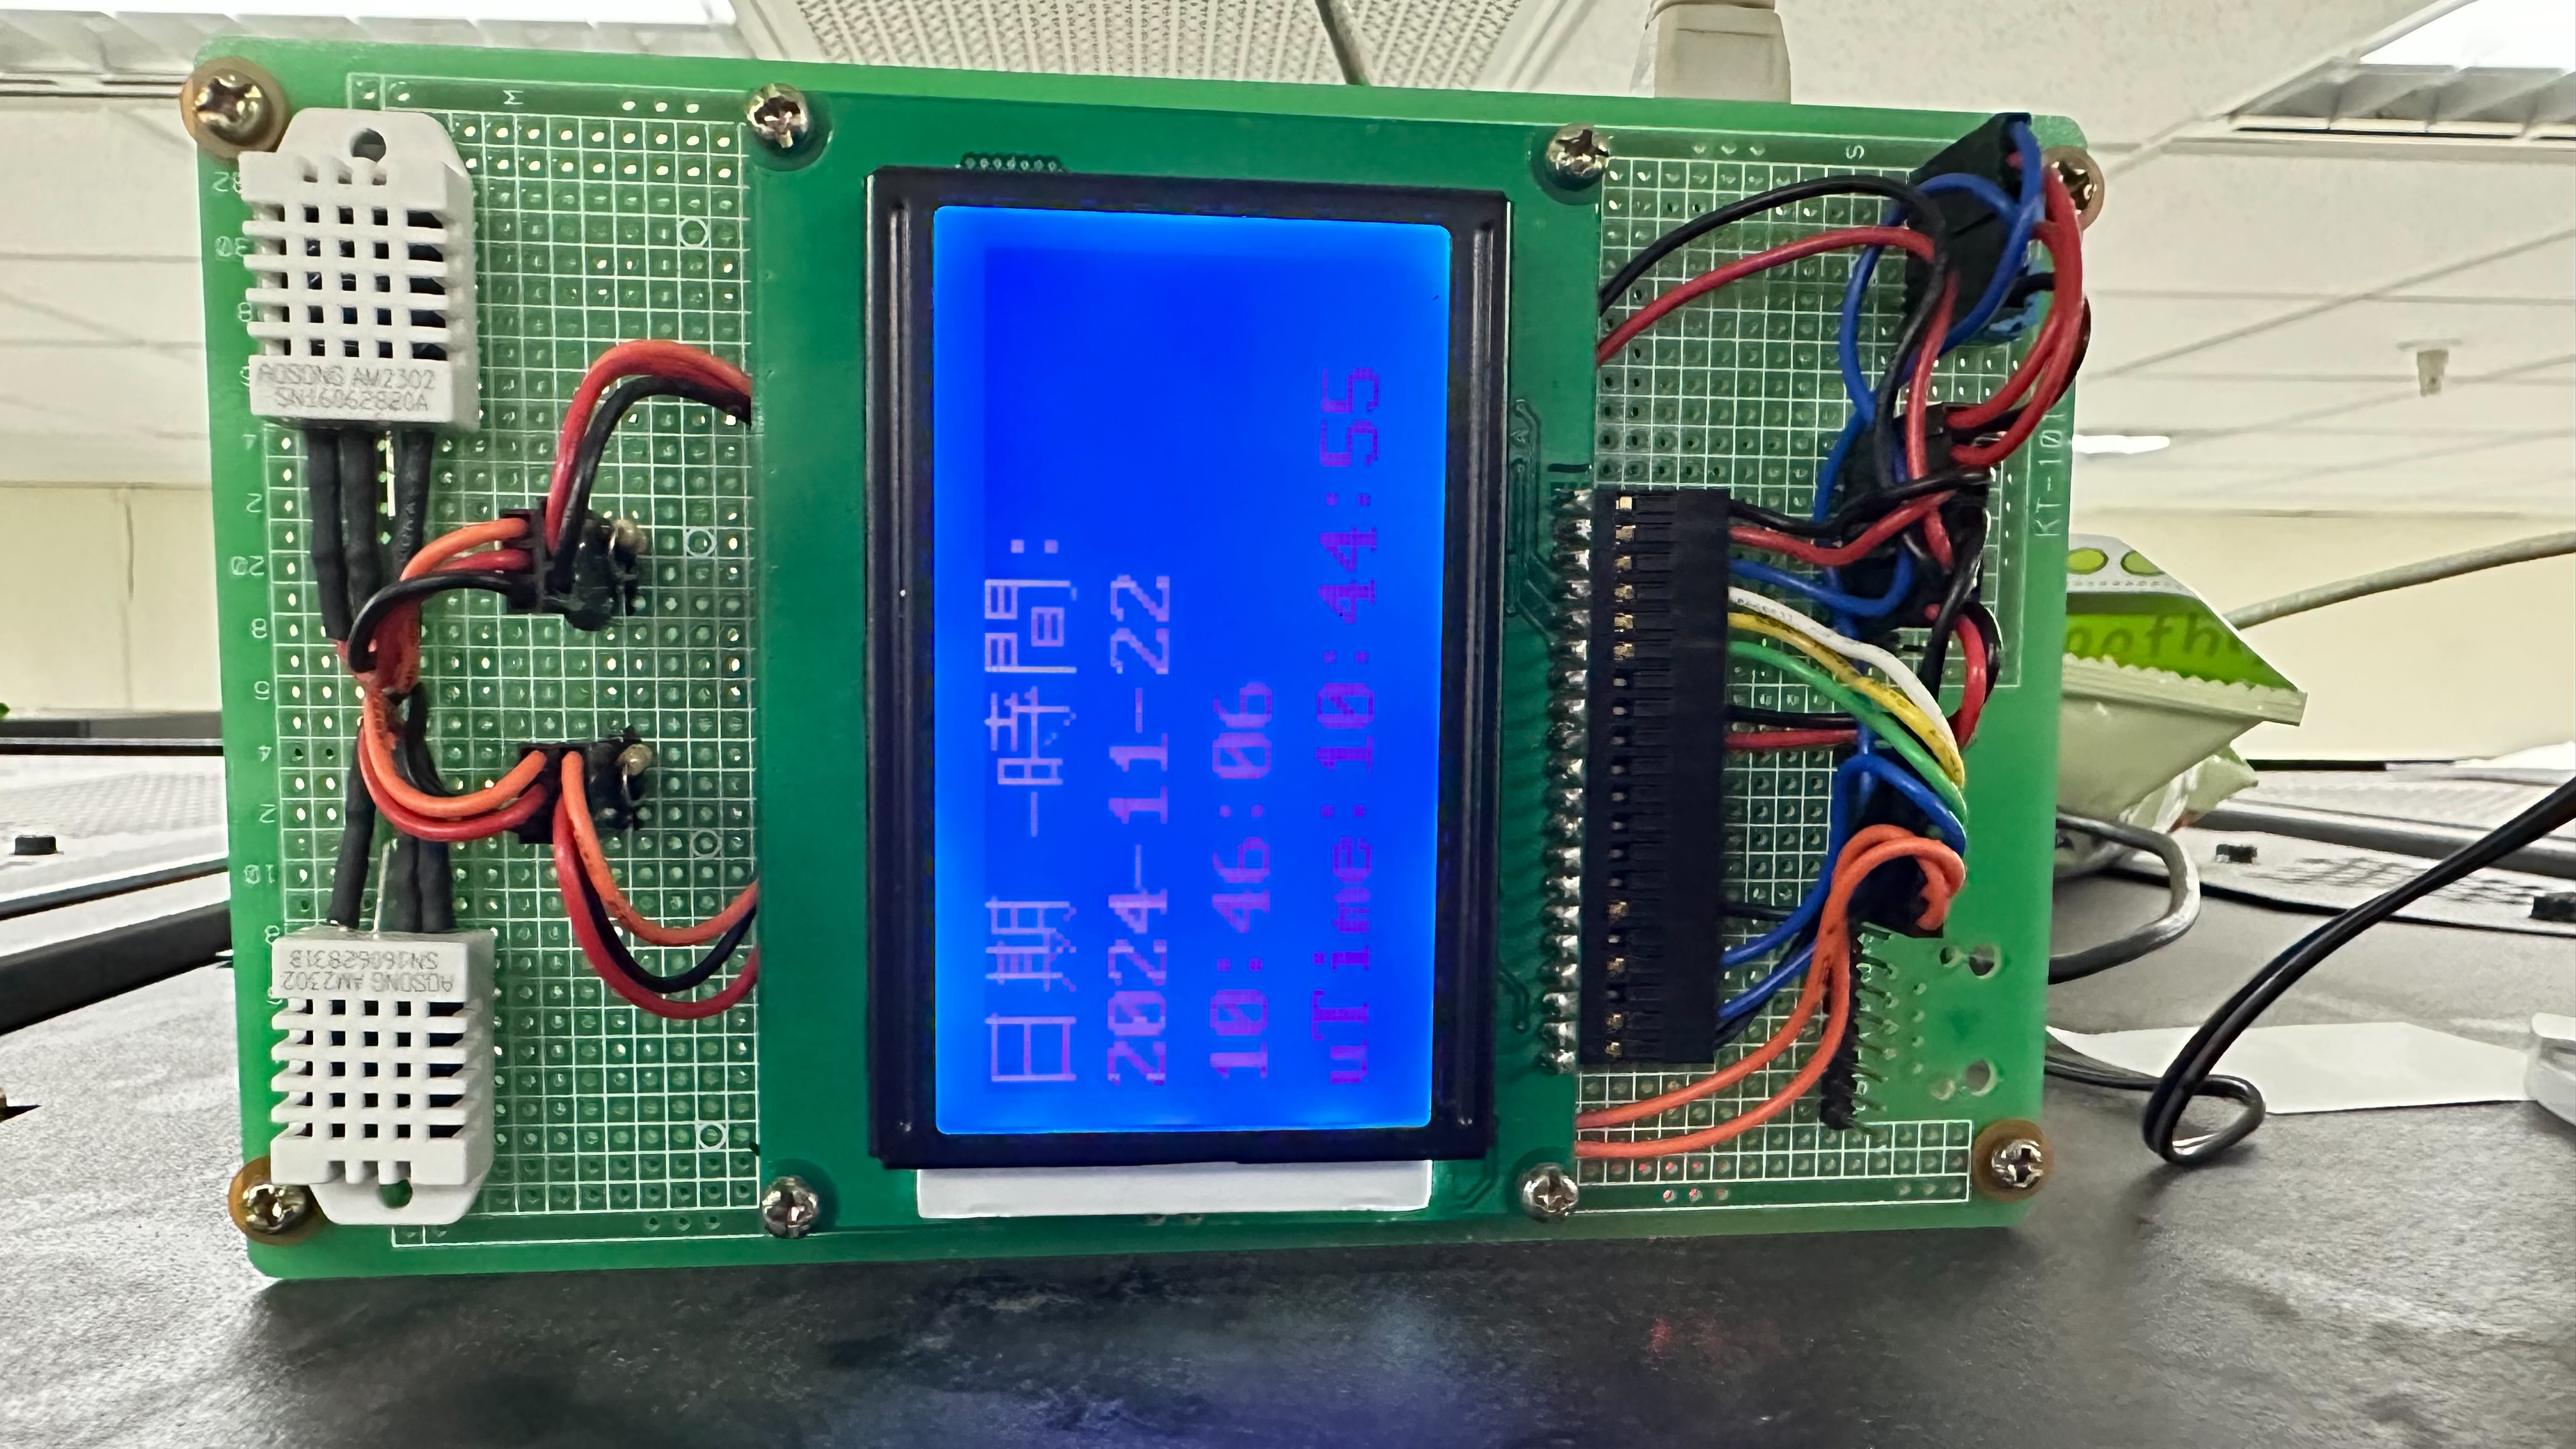 日期 -時間:
2024-11-22
10:46:06
uTime:10:44:55
AOSONG AM2302
SN16062820A
AOSONG AM2302
SN16062831B
KT-10